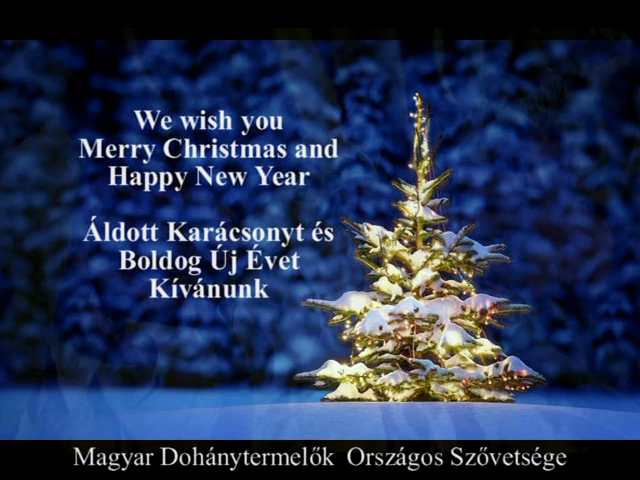 We wish you
Merry Christmas and
Happy New Year
Áldott Karácsonyt és
Boldog Új Évet
Kívánunk
Magyar Dohánytermelők Országos Szővetsége